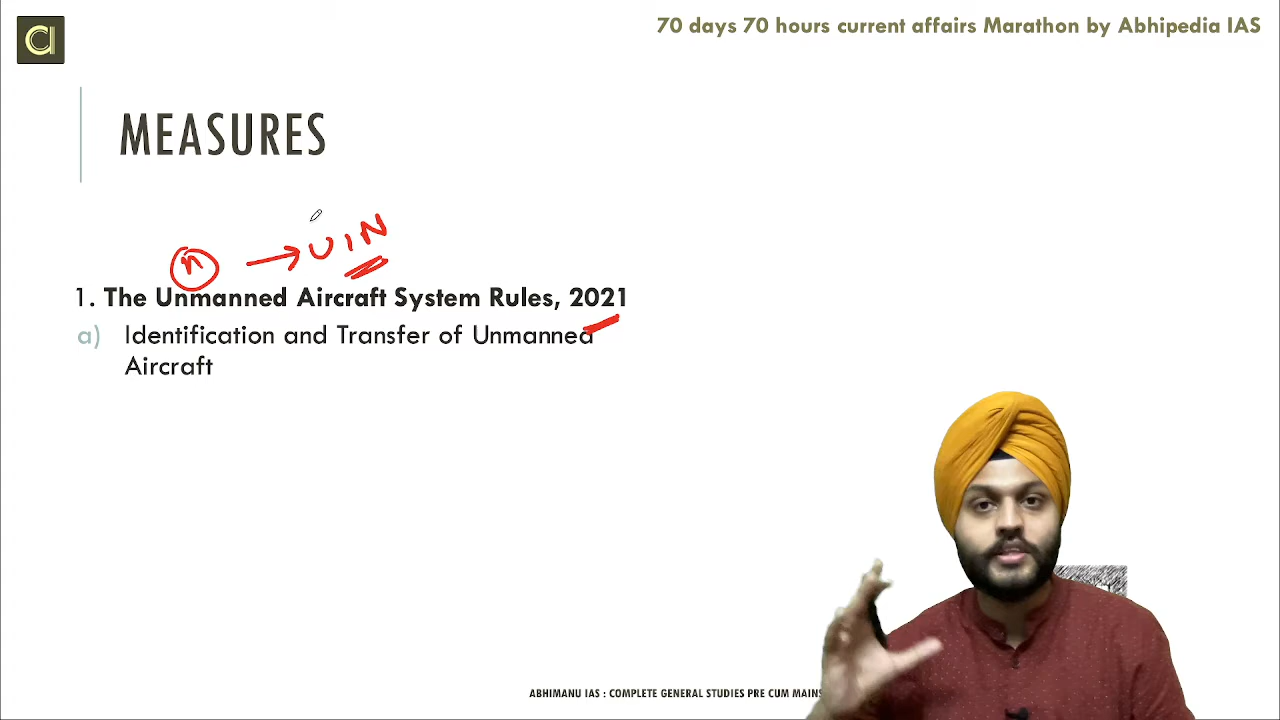 70 days 70 hours current affairs Marathon by Abhipedia IAS
MEASURES
n → UIN
1. The Unmanned Aircraft System Rules, 2021
a) Identification and Transfer of Unmanned
Aircraft
ABHIMANU IAS : COMPLETE GENERAL STUDIES PRE CUM MAINS